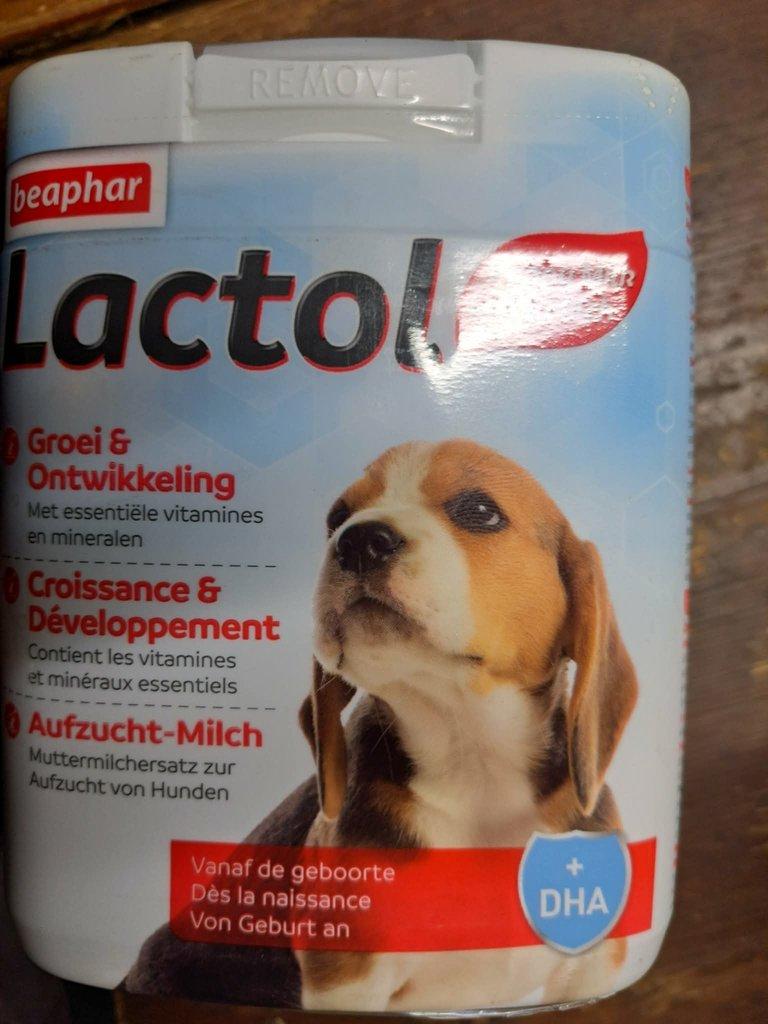 REMOVE
beaphar
Lactol
Groei &
Ontwikkeling
Met essentiële vitamines
en mineralen
Croissance &
Développement
Contient les vitamines
et minéraux essentiels
Aufzucht-Milch
Muttermilchersatz zur
Aufzucht von Hunden
Vanaf de geboorte
Dès la naissance
Von Geburt an
+
DHA